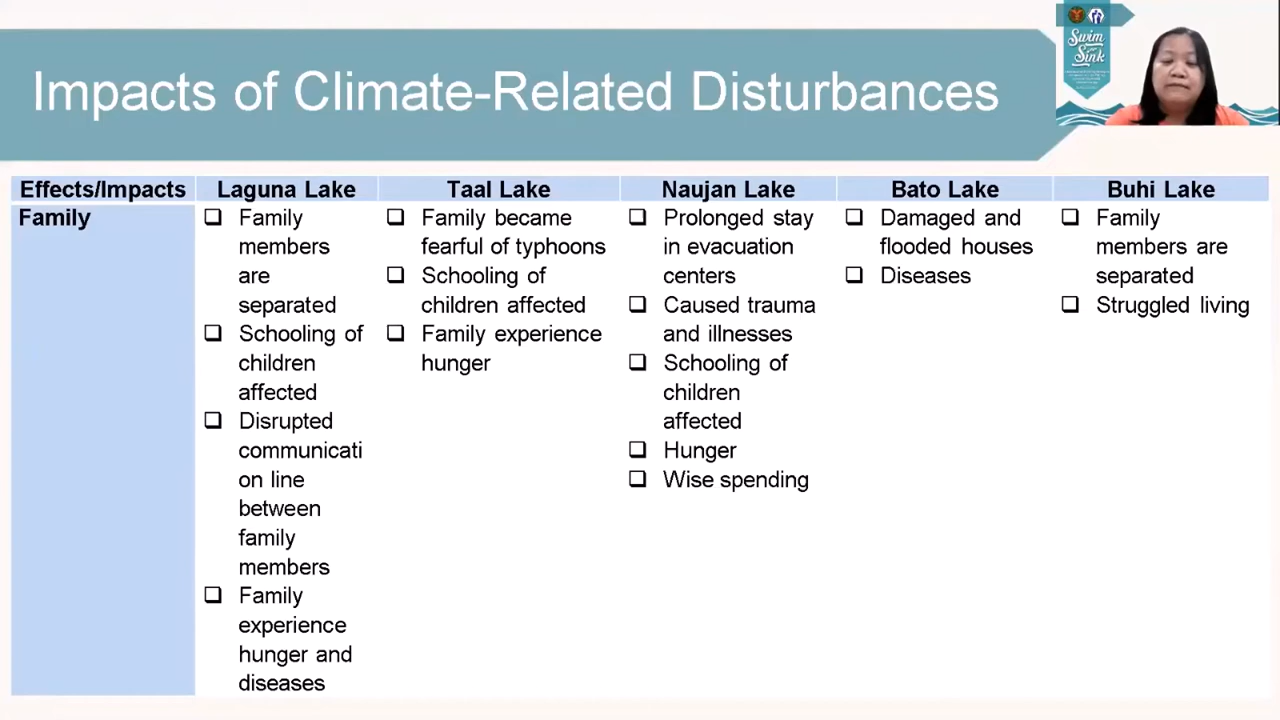 Swim
or
Sink
Impacts of Climate-Related Disturbances
Effects/Impacts Laguna Lake Taal Lake Naujan Lake Bato Lake Buhi Lake
Family
❑ Family
members
are
separated
❑ Schooling of
children
affected
❑ Disrupted
communicati
on line
between
family
members
❑ Family
experience
hunger and
diseases
❑ Family became
fearful of typhoons
❑ Schooling of
children affected
❑ Family experience
hunger
❑ Prolonged stay
in evacuation
centers
❑ Caused trauma
and illnesses
❑ Schooling of
children
affected
❑ Hunger
❑ Wise spending
❑ Damaged and
flooded houses
❑ Diseases
❑ Family
members are
separated
❑ Struggled living